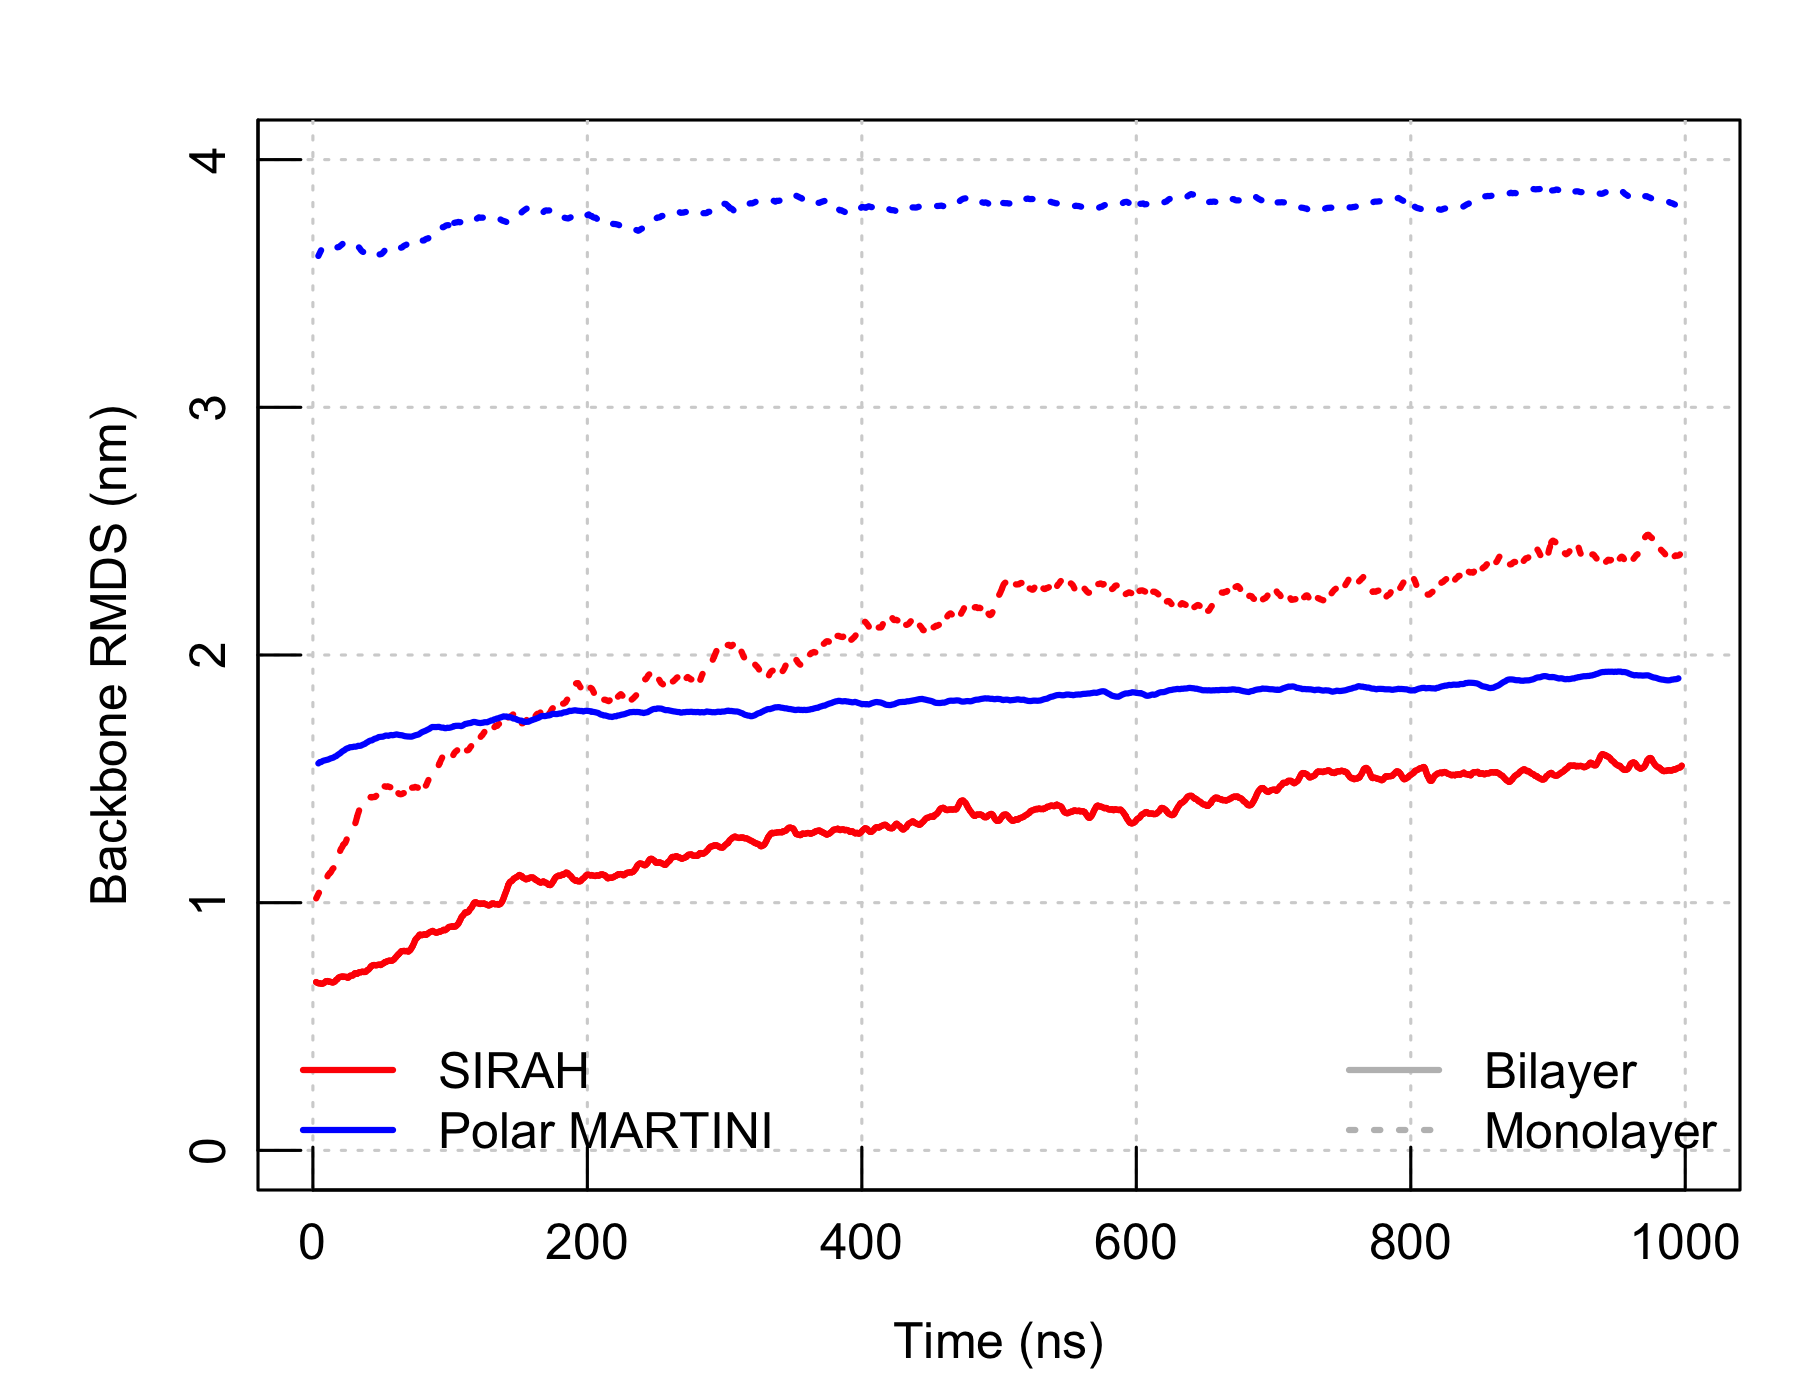 4
3
2
1
0
Backbone RMDS (nm)
SIRAH
Polar MARTINI
Bilayer
Monolayer
0 200 400 600 800 1000
Time (ns)